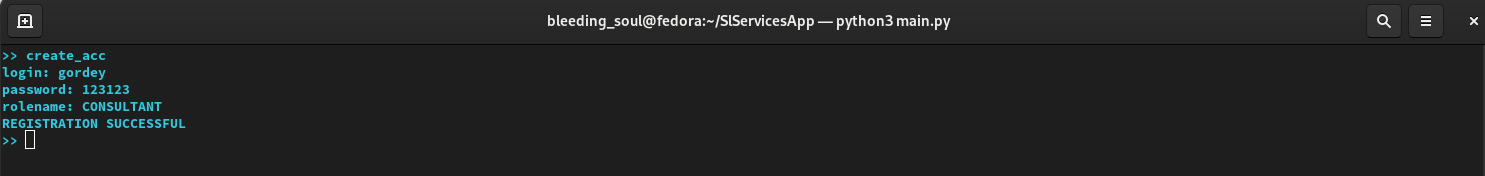 bleeding_soul@fedora:~/SlServicesApp — python3 main.py
>> create_acc
login: gordey
password: 123123
rolename: CONSULTANT
REGISTRATION SUCCESSFUL
>>